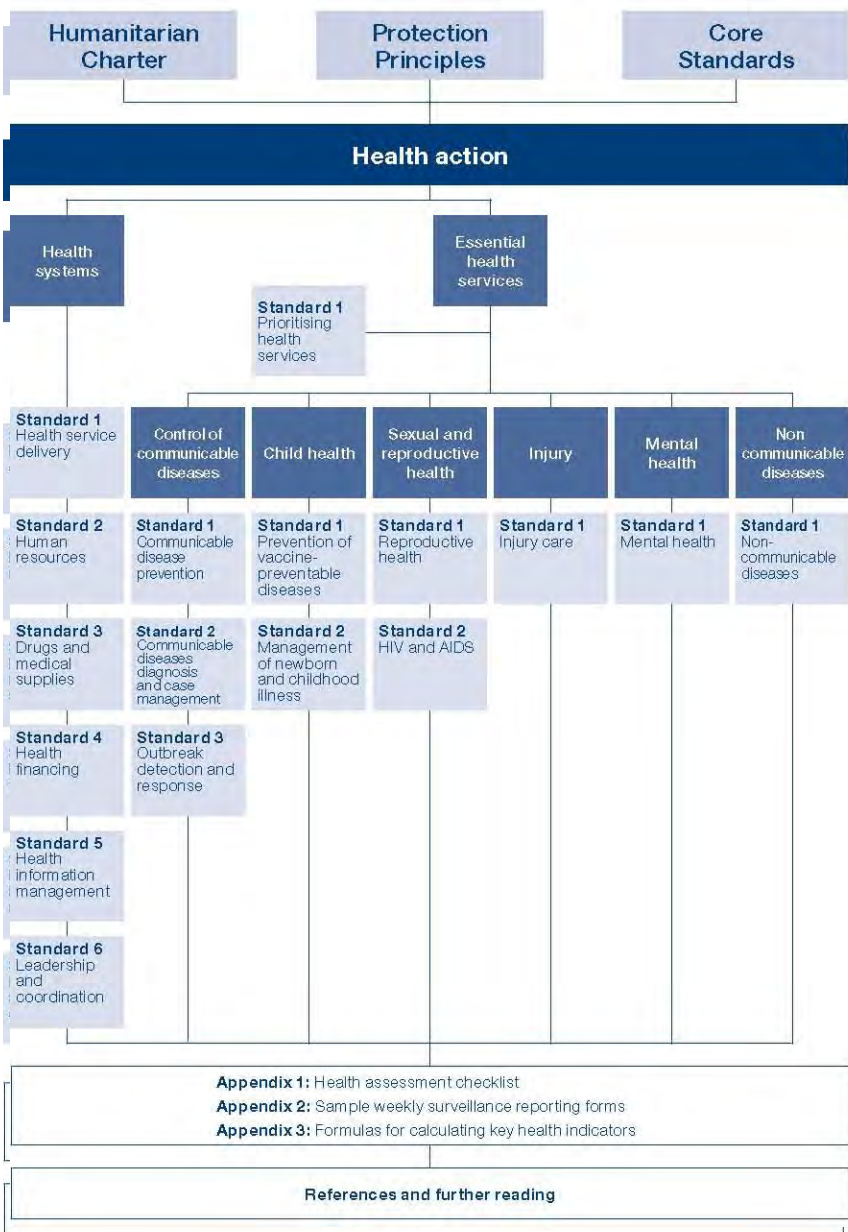 Humanitarian
Charter
Protection
Principles
Core
Standards
Health action
Health
systems
Essential
health
services
Standard 1
Prioritising
health
services
Standard 1
Health service
delivery
Control of
communicable
diseases
Child health
Sexual and
reproductive
health
Injury
Mental
health
Non
communicable
diseases
Standard 2
Human
resources
Standard 1
Communicable
disease
prevention
Standard 1
Prevention of
vaccine-
preventable
diseases
Standard 1
Reproductive
health
Standard 1
Injury care
Standard 1
Mental health
Standard 1
Non-
communicable
diseases
Standard 3
Drugs and
medical
supplies
Standard 2
Communicable
diseases
diagnosis
and case
management
Standard 2
Management
of newborn
and childhood
illness
Standard 2
HIV and AIDS
Standard 4
Health
financing
Standard 3
Outbreak
detection and
response
Standard 5
Health
information
management
Standard 6
Leadership
and
coordination
Appendix 1: Health assessment checklist
Appendix 2: Sample weekly surveillance reporting forms
Appendix 3: Formulas for calculating key health indicators
References and further reading